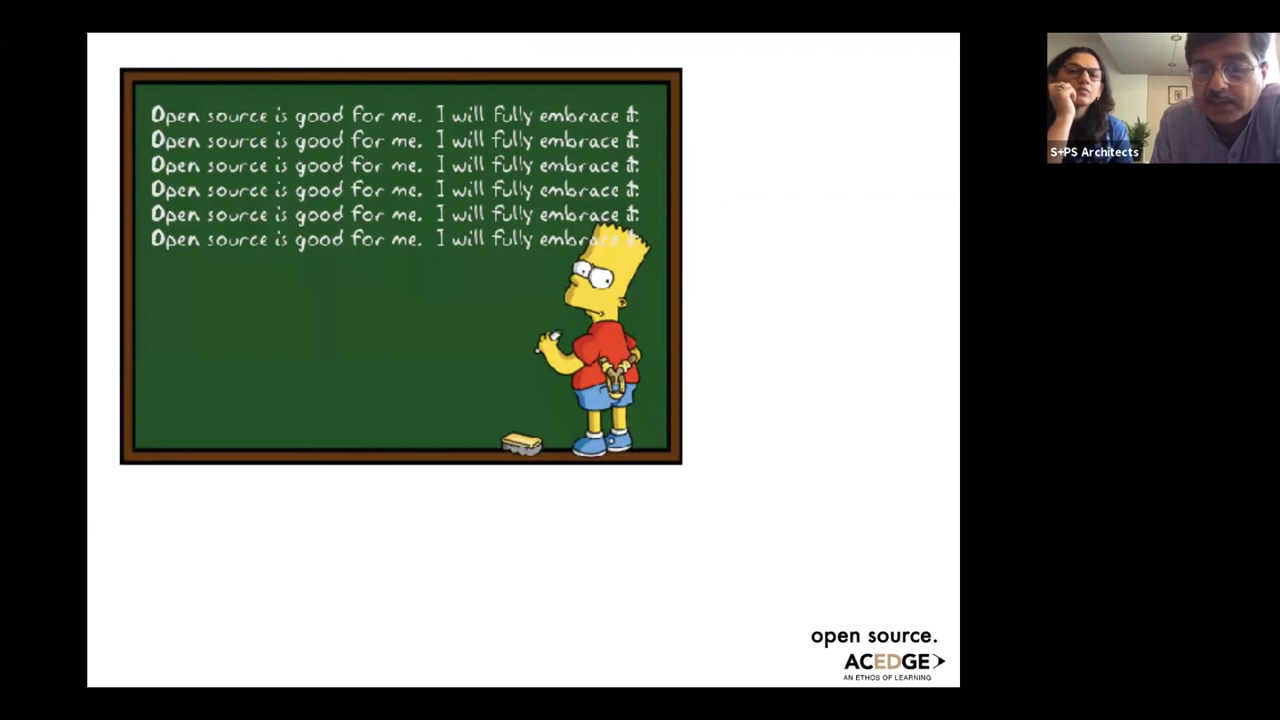 Open source is good for me. I will fully embrace it.
Open source is good for me. I will fully embrace it.
Open source is good for me. I will fully embrace it.
Open source is good for me. I will fully embrace it.
Open source is good for me. I will fully embrace it.
Open source is good for me. I will fully embrace it.
S+PS Architects
open source.
ACEDGE
AN ETHOS OF LEARNING